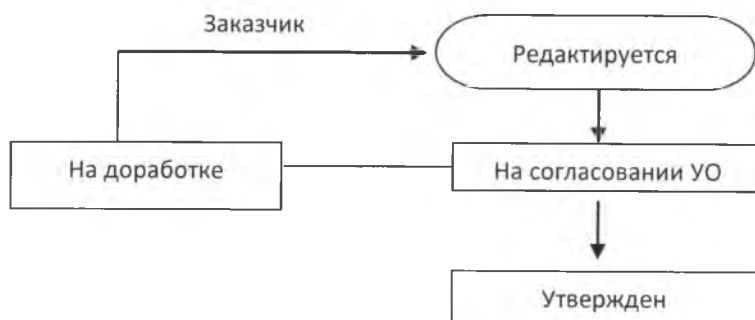 Заказчик
Редактируется
На доработке
На согласовании УО
Утвержден